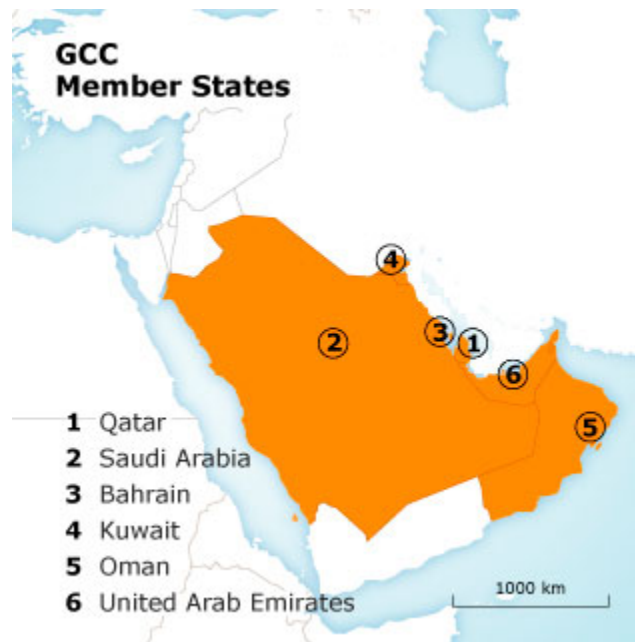 GCC
Member States
4
3
1
2
6
5
1 Qatar
2 Saudi Arabia
3 Bahrain
4 Kuwait
5 Oman
6 United Arab Emirates
1000 km